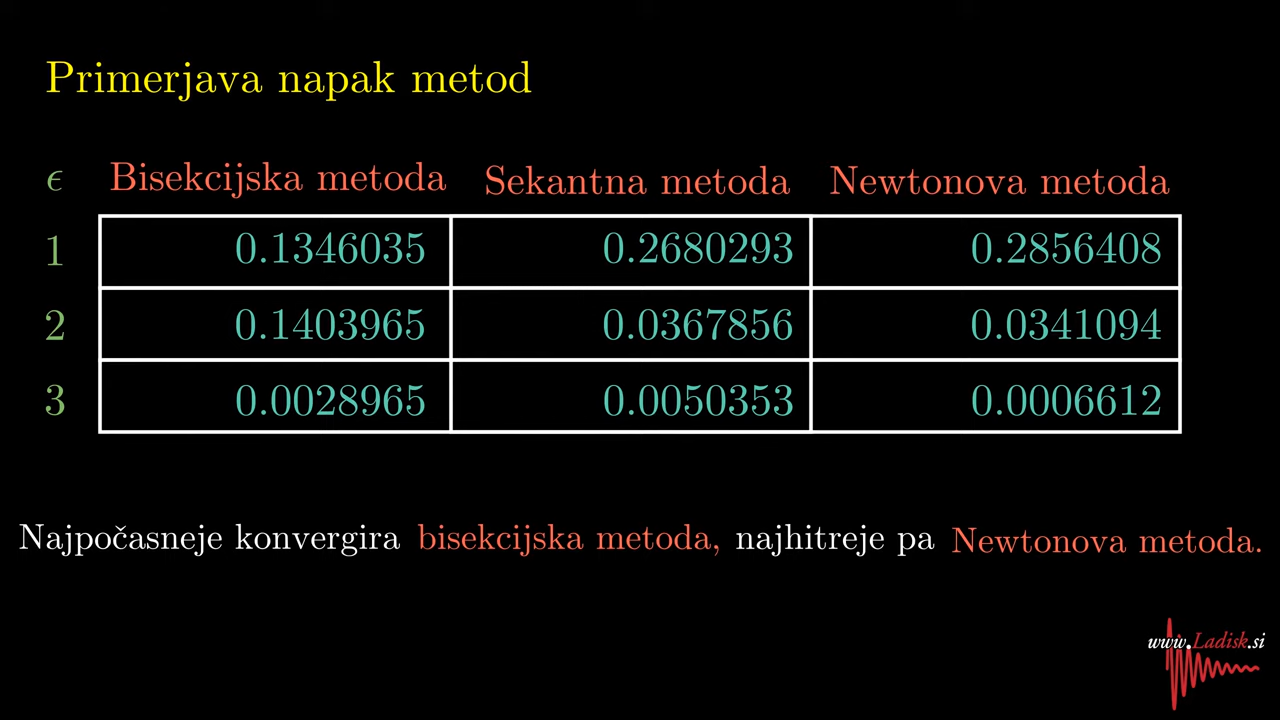 Primerjava napak metod
ϵ Bisekcijska metoda Sekantna metoda Newtonova metoda
1 0.1346035 0.2680293 0.2856408
2 0.1403965 0.0367856 0.0341094
3 0.0028965 0.0050353 0.0006612
Najpočasneje konvergira bisekcijska metoda, najhitreje pa Newtonova metoda.
www.Ladisk.si